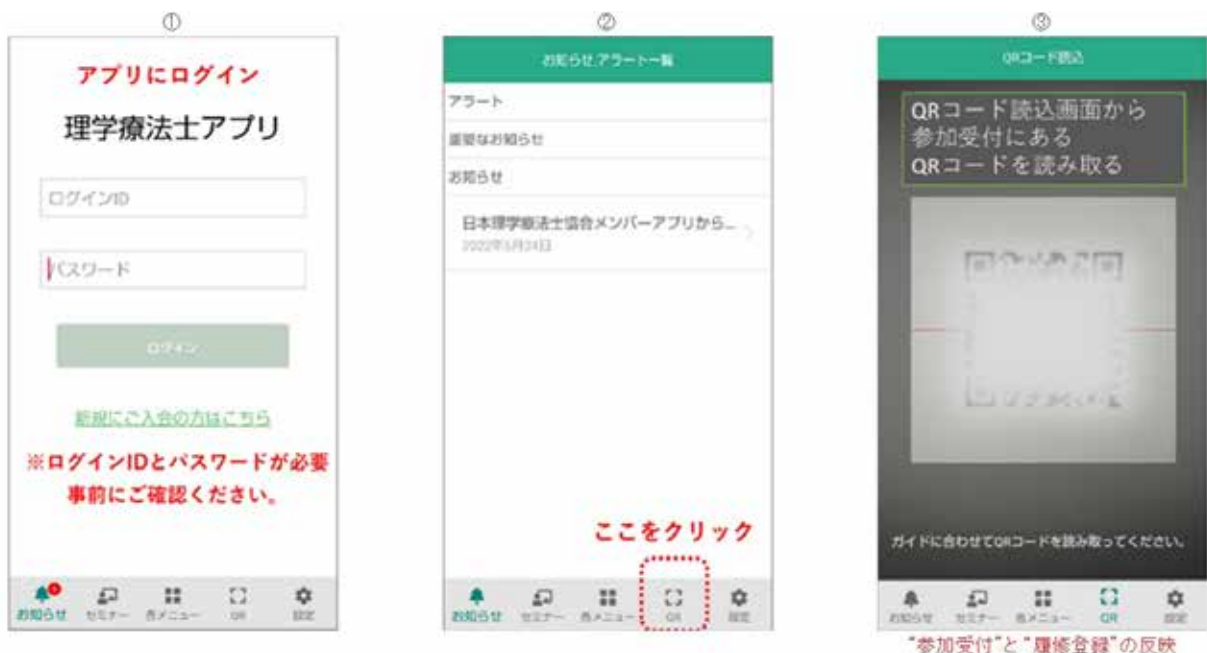 ①
アプリにログイン
理学療法士アプリ
ログインID
パスワード
ログイン
新規にご入会の方はこちら
※ログインIDとパスワードが必要
事前にご確認ください。
お知らせ セミナー 各メニュー QR 設定
②
お知らせ.アラート一覧
アラート
重要なお知らせ
お知らせ
日本理学療法士協会メンバーアプリから...
2022年5月24日
ここをクリック
お知らせ セミナー 各メニュー QR 設定
③
QRコード読込
QRコード読込画面から
参加受付にある
QRコードを読み取る
ガイドに合わせてQRコードを読み取ってください。
お知らせ セミナー 各メニュー QR 設定
"参加受付"と"履修登録"の反映